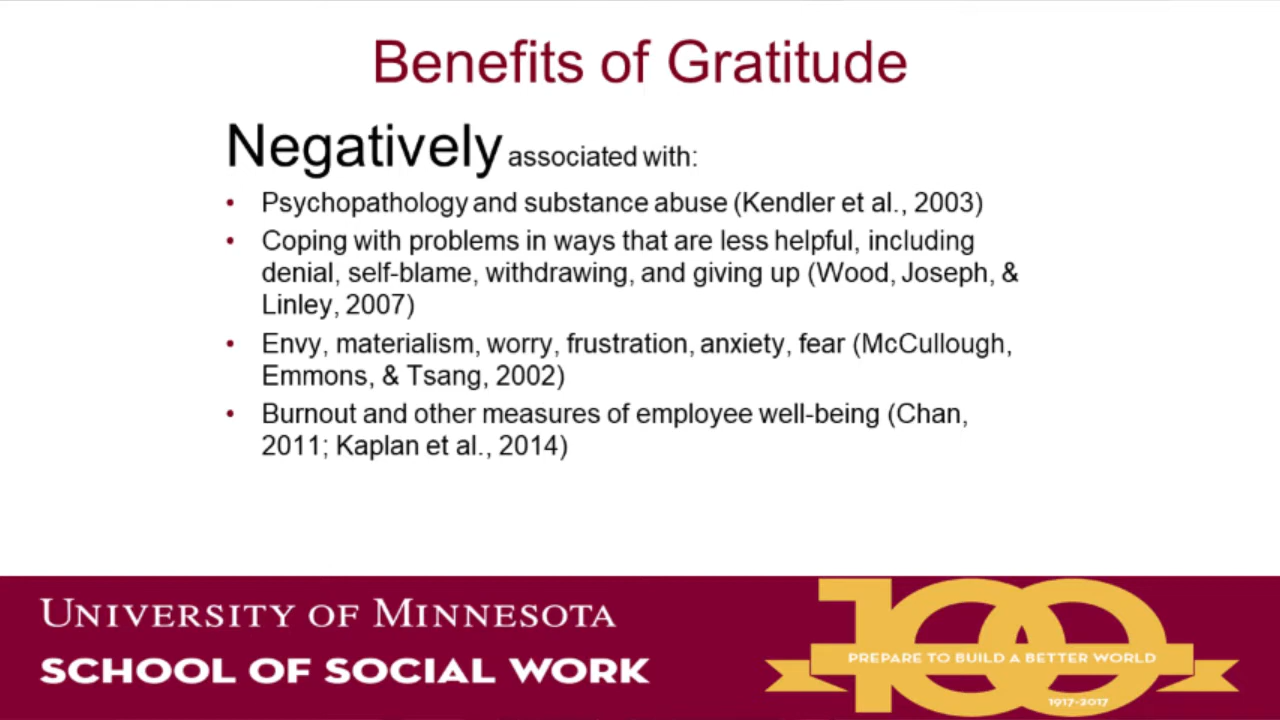 Benefits of Gratitude
Negatively associated with:
• Psychopathology and substance abuse (Kendler et al., 2003)
• Coping with problems in ways that are less helpful, including
denial, self-blame, withdrawing, and giving up (Wood, Joseph, &
Linley, 2007)
• Envy, materialism, worry, frustration, anxiety, fear (McCullough,
Emmons, & Tsang, 2002)
• Burnout and other measures of employee well-being (Chan,
2011; Kaplan et al., 2014)
UNIVERSITY OF MINNESOTA
SCHOOL OF SOCIAL WORK
100
PREPARE TO BUILD A BETTER WORLD
1917-2017